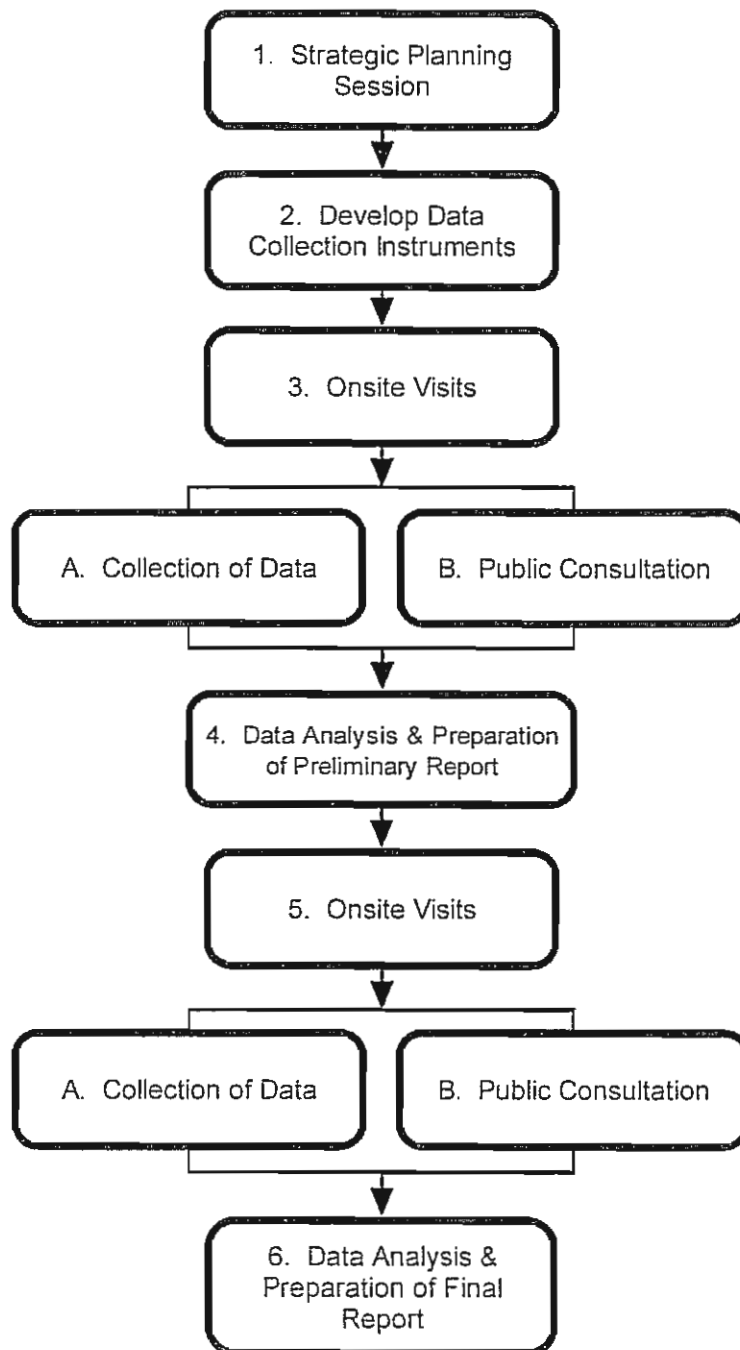 1. Strategic Planning
Session
2. Develop Data
Collection Instruments
3. Onsite Visits
A. Collection of Data
B. Public Consultation
4. Data Analysis & Preparation
of Preliminary Report
5. Onsite Visits
A. Collection of Data
B. Public Consultation
6. Data Analysis &
Preparation of Final
Report